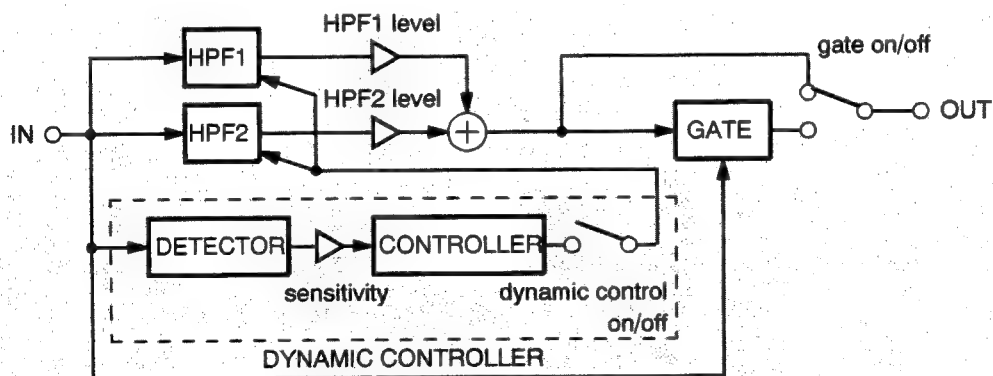 HPF1 level
gate on/off
HPF1
HPF2 level
IN
HPF2
GATE
OUT
DETECTOR
CONTROLLER
sensitivity
dynamic control
on/off
DYNAMIC CONTROLLER